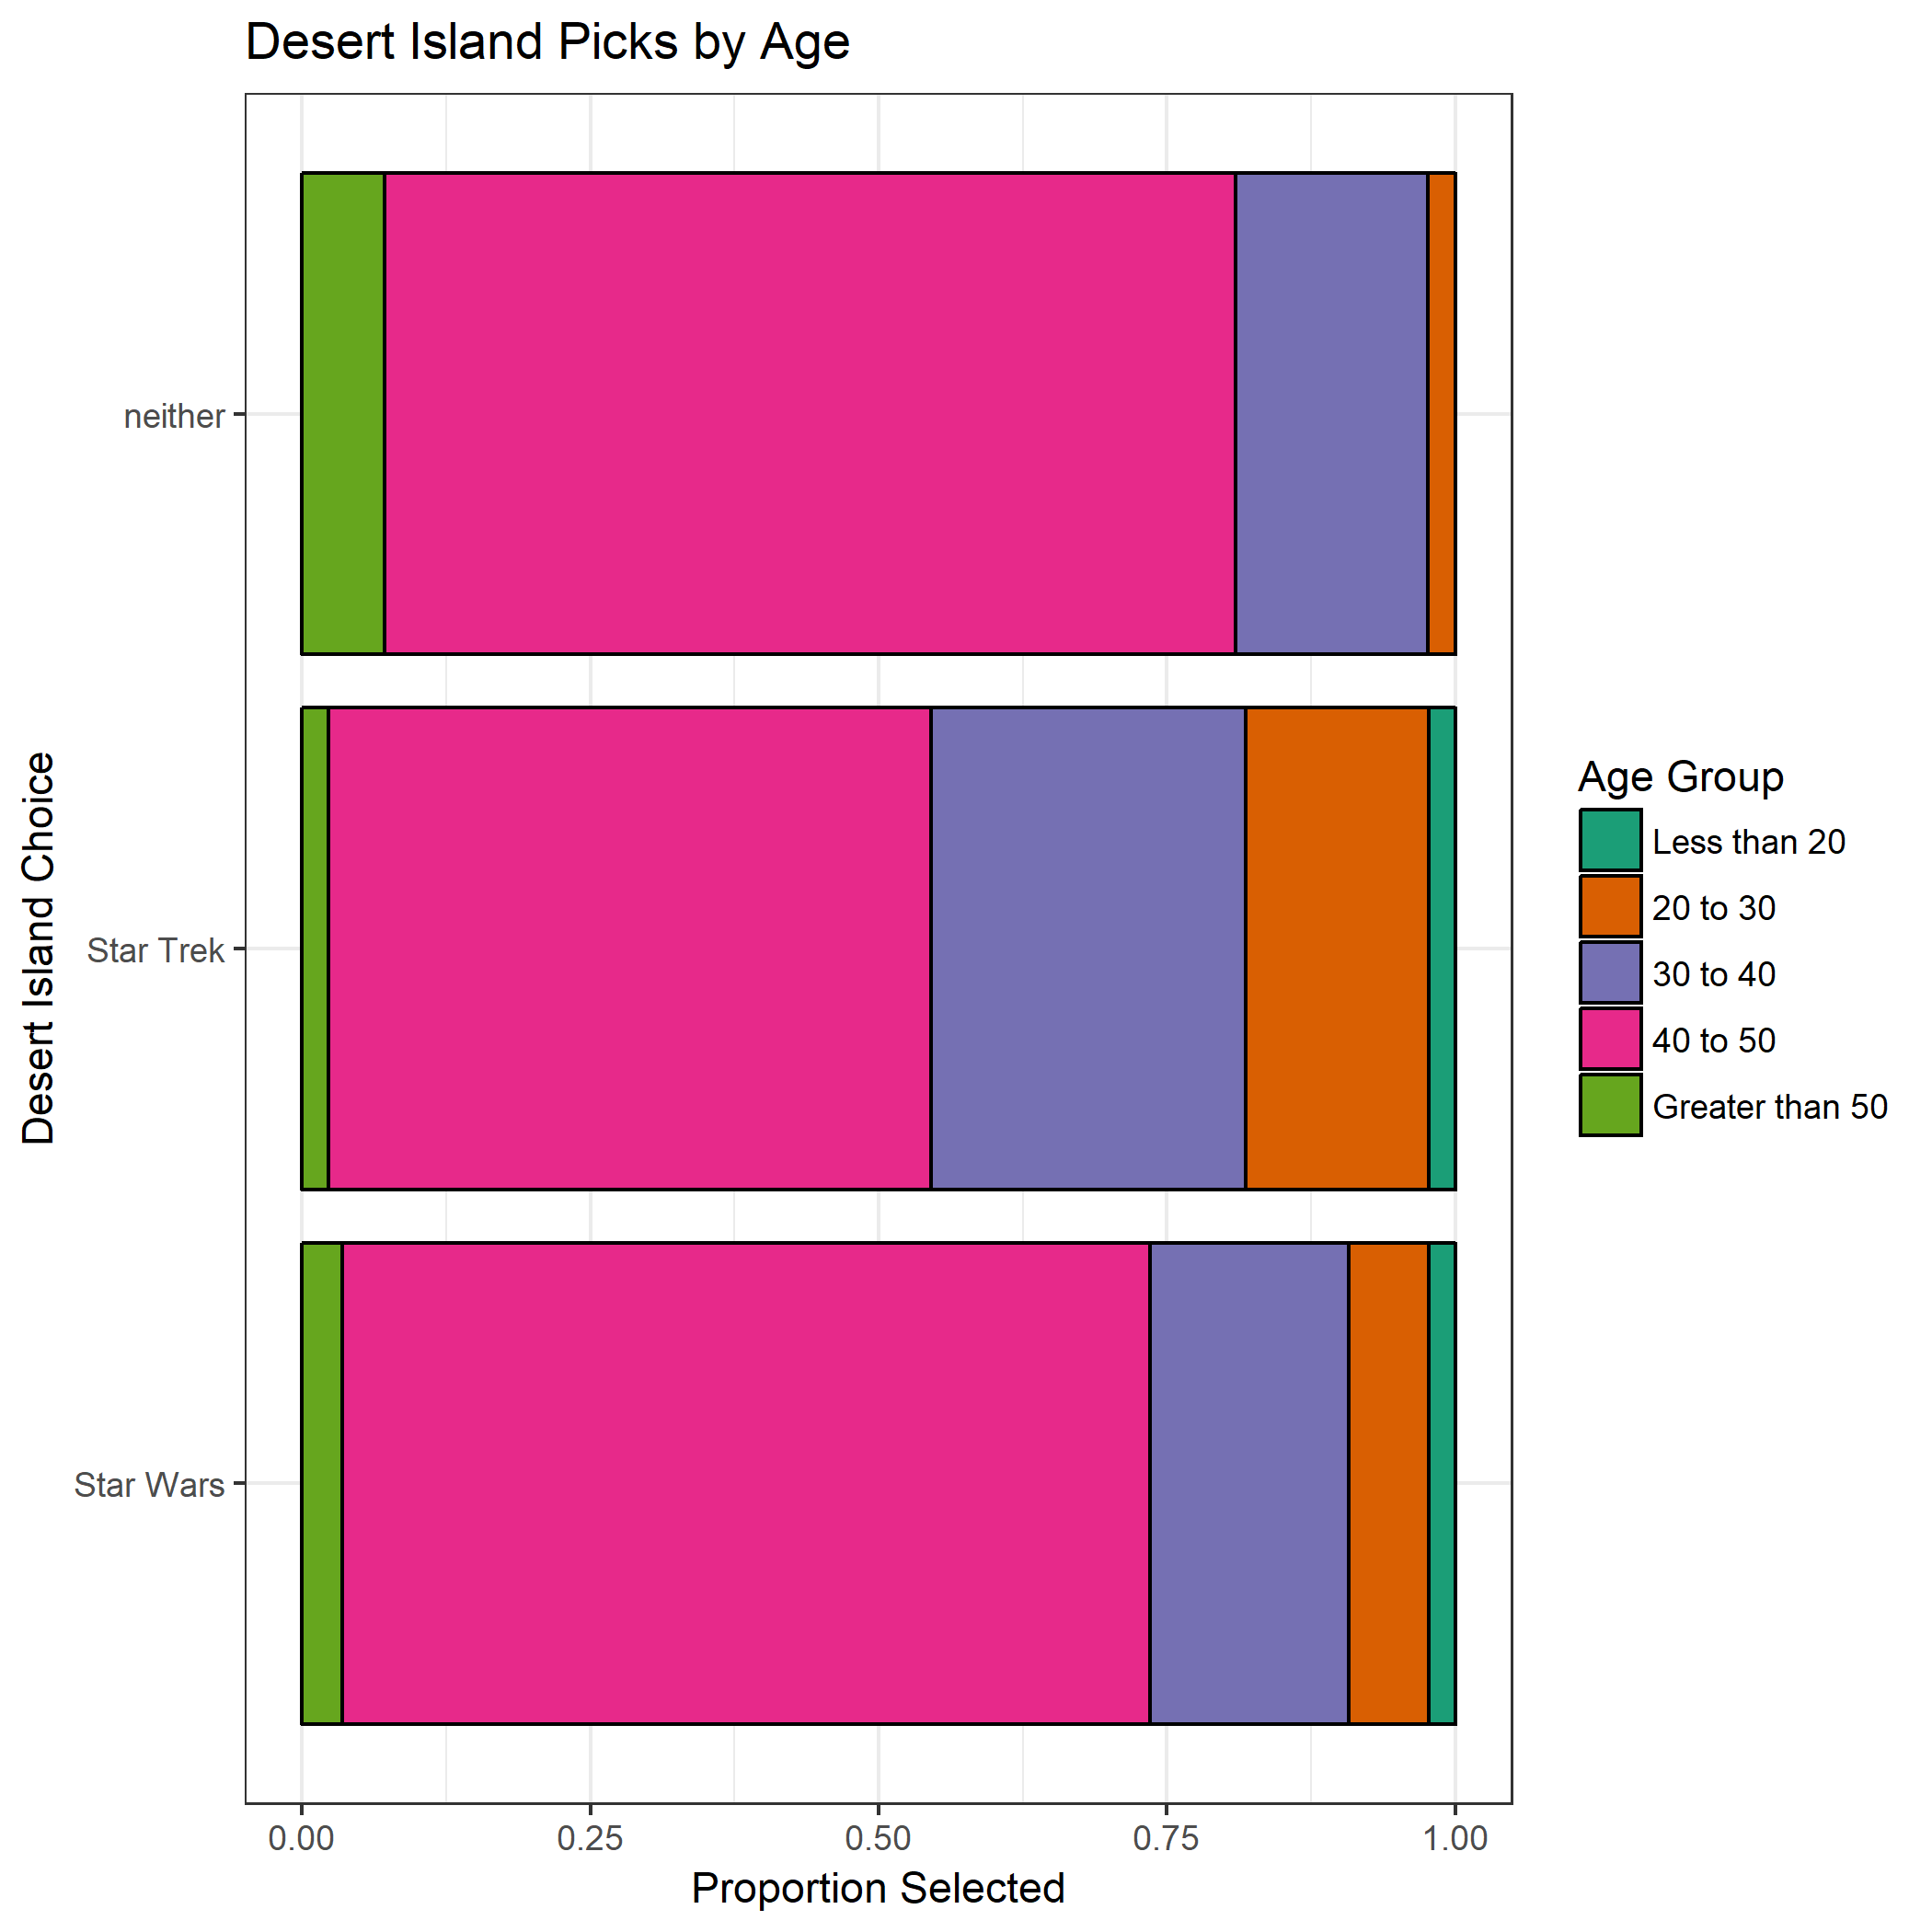 Desert Island Picks by Age
Desert Island Choice
neither
Star Trek
Star Wars
0.00
0.25
0.50
0.75
1.00
Proportion Selected
Age Group
Less than 20
20 to 30
30 to 40
40 to 50
Greater than 50